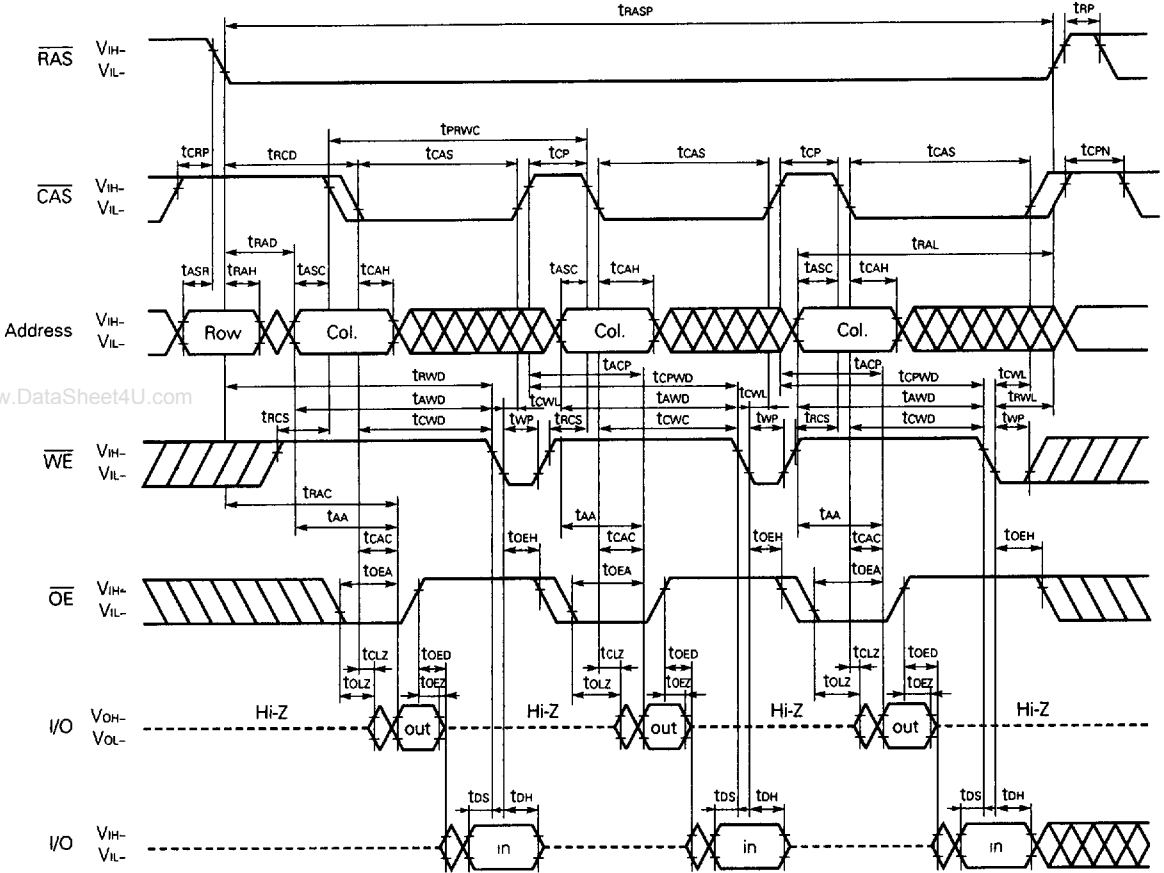 tRASP
tRP
RAS VIH–
VIL–
tPRWC
tCRP tRCD tCAS tCP tCAS tCP tCAS tCPN
CAS VIH–
VIL–
tRAD tRAL
tASR tRAH tASC tCAH tASC tCAH tASC tCAH
Address VIH–
VIL–
Row Col. Col. Col.
tRWD tACP tCPWD tACP tCPWD tCWL
w.DataSheet4U.com
tAWD tCWL tAWD tCWL tAWD tRWL
tRCS tCWD tWP tRCS tCWC tWP tRCS tCWD tWP
WE VIH–
VIL–
tRAC
tAA tAA tAA
tCAC tOEH tCAC tOEH tCAC tOEH
tOEA tOEA tOEA
OE VIH–
VIL–
tCLZ tOED tCLZ tOED tCLZ tOED
tOLZ tOEZ tOLZ tOEZ tOLZ tOEZ
I/O VOH–
VOL–
Hi-Z out Hi-Z out Hi-Z out Hi-Z
tDS tDH tDS tDH tDS tDH
I/O VIH–
VIL–
in in in